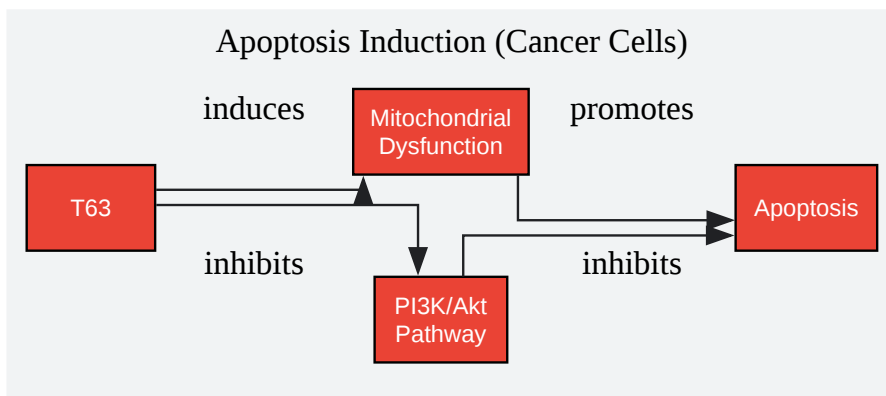 Apoptosis Induction (Cancer Cells)
induces
Mitochondrial
Dysfunction
promotes
T63
Apoptosis
inhibits
PI3K/Akt
Pathway
inhibits